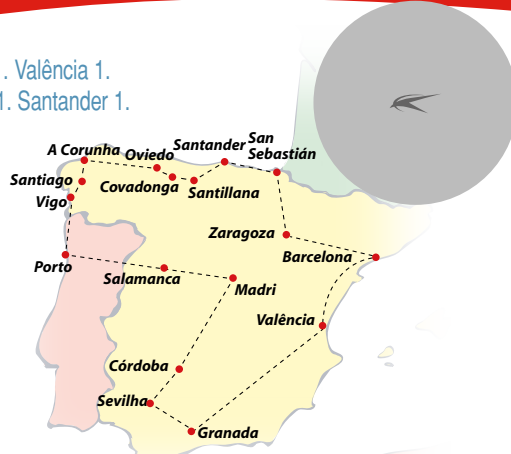 . Valência 1.
1. Santander 1.
A Corunha
Oviedo
Santander
San
Sebastián
Santiago
Covadonga
Santillana
Vigo
Zaragoza
Barcelona
Porto
Salamanca
Madri
Valência
Córdoba
Sevilha
Granada